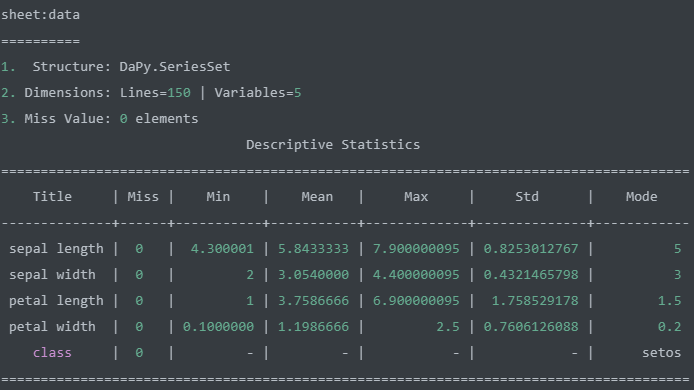 sheet:data
==========
1.  Structure: DaPy.SeriesSet
2. Dimensions: Lines=150 | Variables=5
3. Miss Value: 0 elements
                               Descriptive Statistics
=======================================================================================
    Title     | Miss |    Min    |    Mean   |     Max     |     Std      |    Mode
--------------+------+-----------+-----------+-------------+--------------+------------
 sepal length |  0   |  4.300001 | 5.8433333 | 7.900000095 | 0.8253012767 |          5
 sepal width  |  0   |         2 | 3.0540000 | 4.400000095 | 0.4321465798 |          3
 petal length |  0   |         1 | 3.7586666 | 6.900000095 |  1.758529178 |        1.5
 petal width  |  0   | 0.1000000 | 1.1986666 |         2.5 | 0.7606126088 |        0.2
    class     |  0   |         - |         - |           - |            - |      setos
=======================================================================================